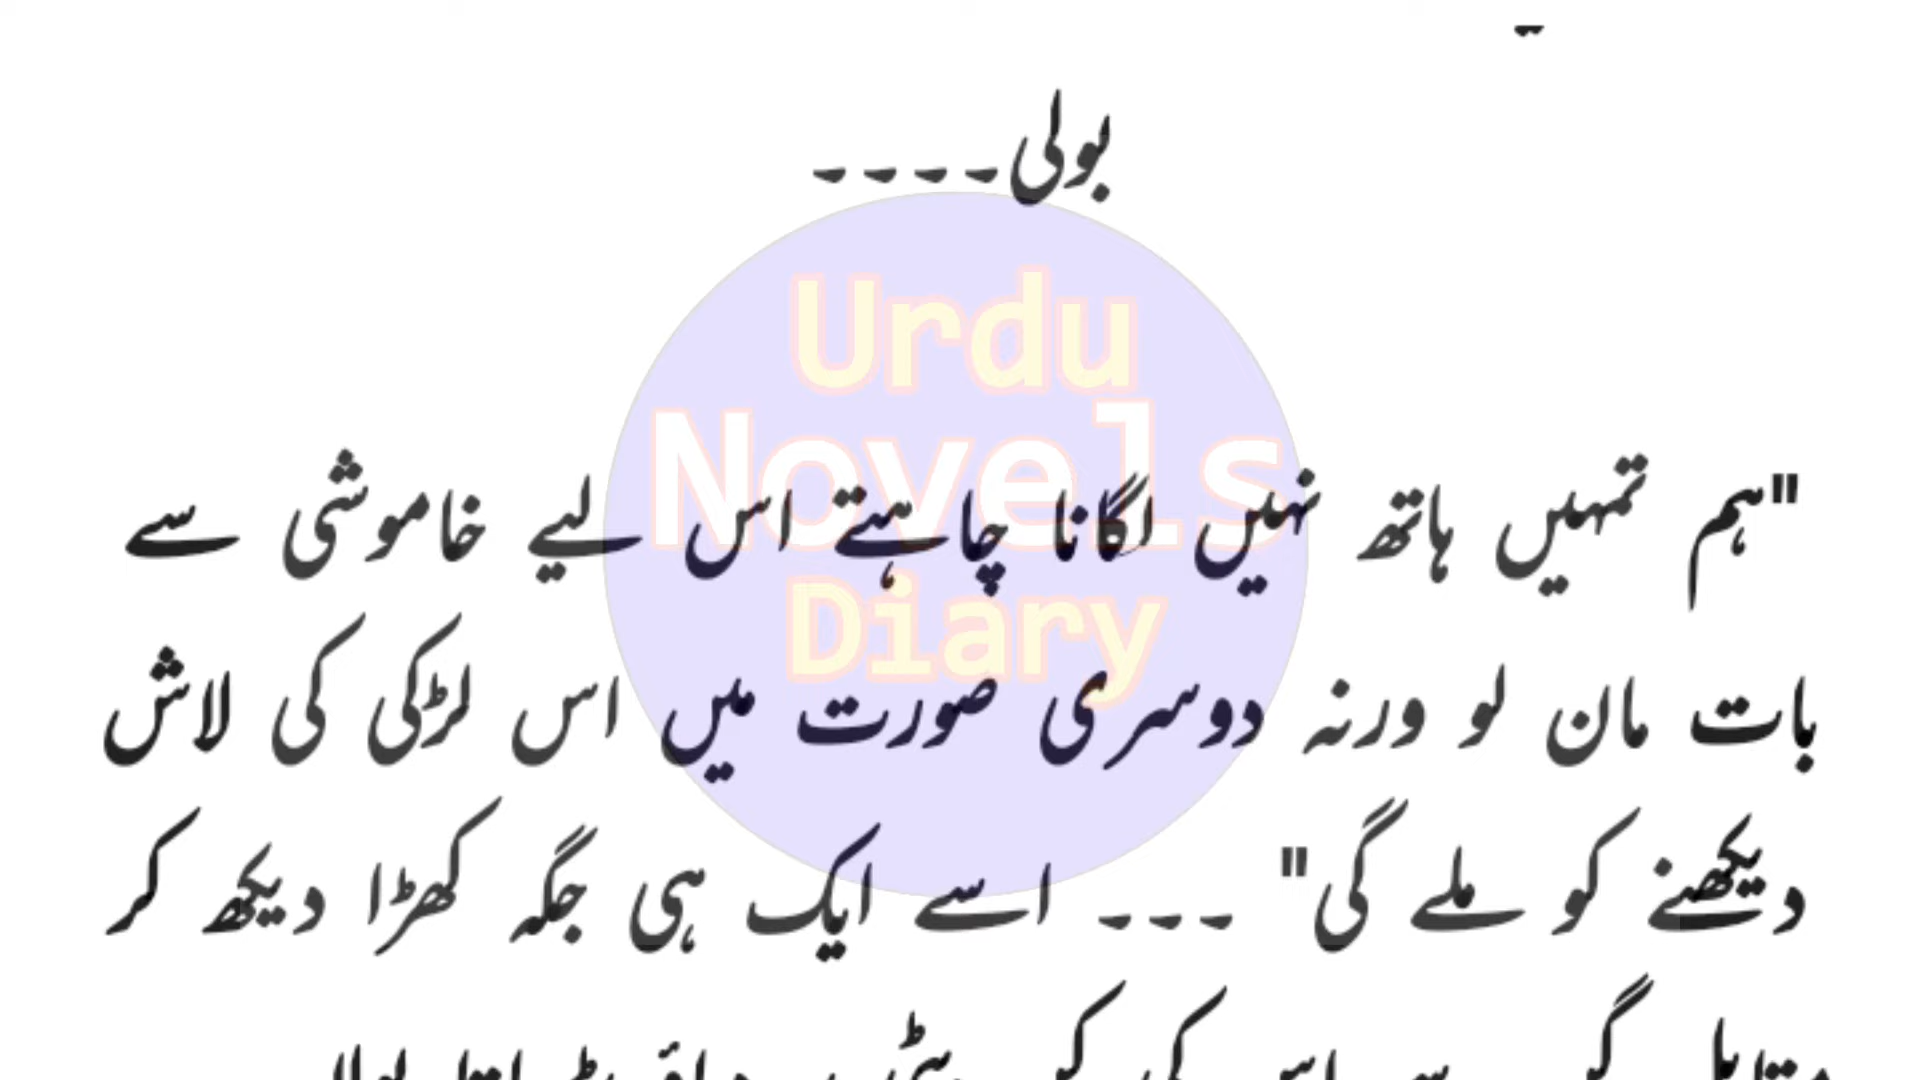 بولی۔۔۔۔
Urdu
Novels
Diary
"ہم تمہیں ہاتھ نہیں لگانا چاہتے اس لیے خاموشی سے
بات مان لو ورنہ دوسری صورت میں اس لڑکی کی لاش
دیکھنے کو ملے گی" ۔۔۔ اسے ایک ہی جگہ کھڑا دیکھ کر